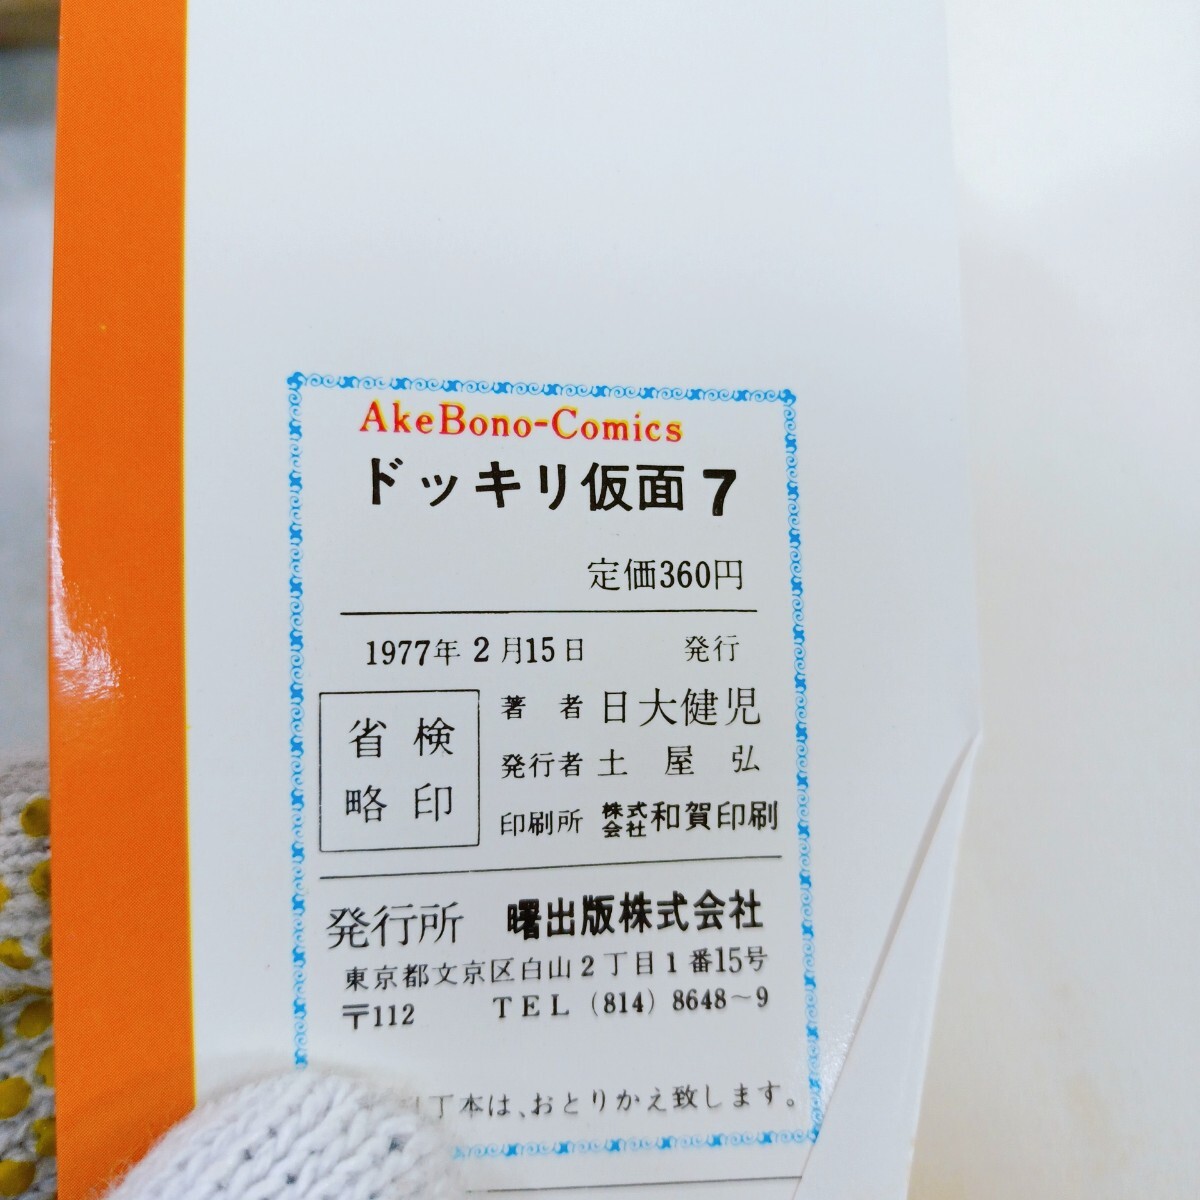 AkeBono-Comics
ドッキリ仮面 7
定価360円
1977年 2月15日 発行
検印
省略
著者 日大健児
発行者 土屋弘
印刷所 株式会社 和賀印刷
発行所 曙出版株式会社
東京都文京区白山2丁目1番15号
〒112 TEL (814) 8648〜9
丁本は、おとりかえ致します。